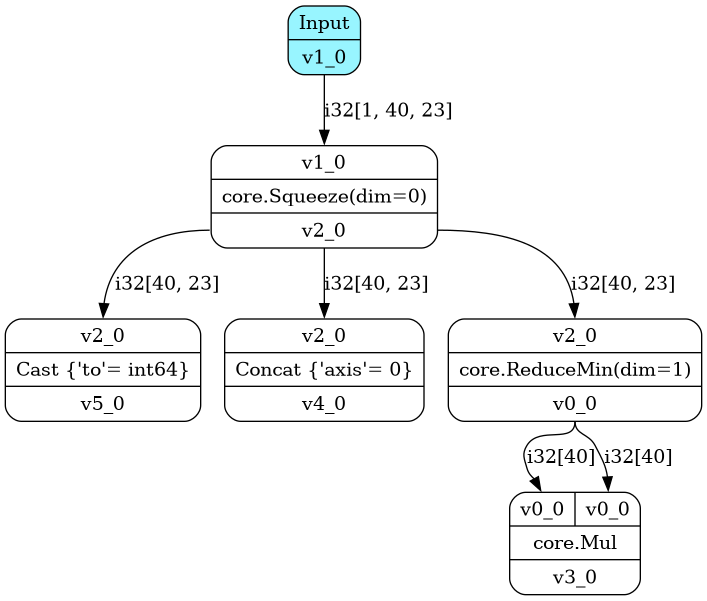 Input
v1_0
i32[1, 40, 23]
v1_0
core.Squeeze(dim=0)
v2_0
i32[40, 23]
i32[40, 23]
i32[40, 23]
v2_0
Cast {'to'= int64}
v5_0
v2_0
Concat {'axis'= 0}
v4_0
v2_0
core.ReduceMin(dim=1)
v0_0
i32[40]
i32[40]
v0_0
v0_0
core.Mul
v3_0